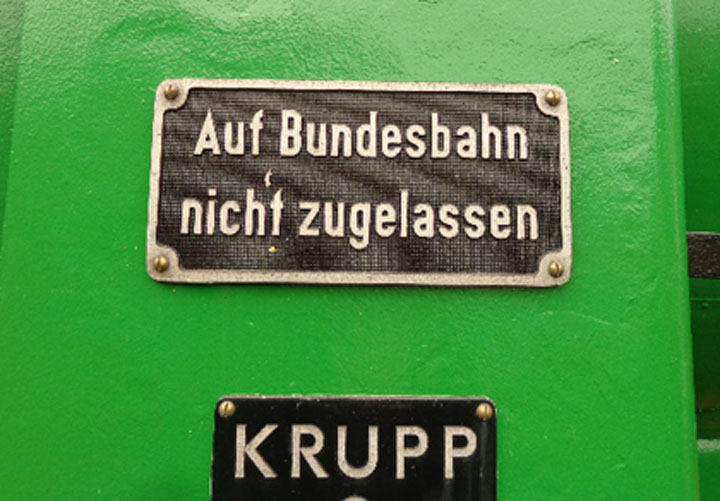 Auf Bundesbahn
nicht zugelassen
KRUPP